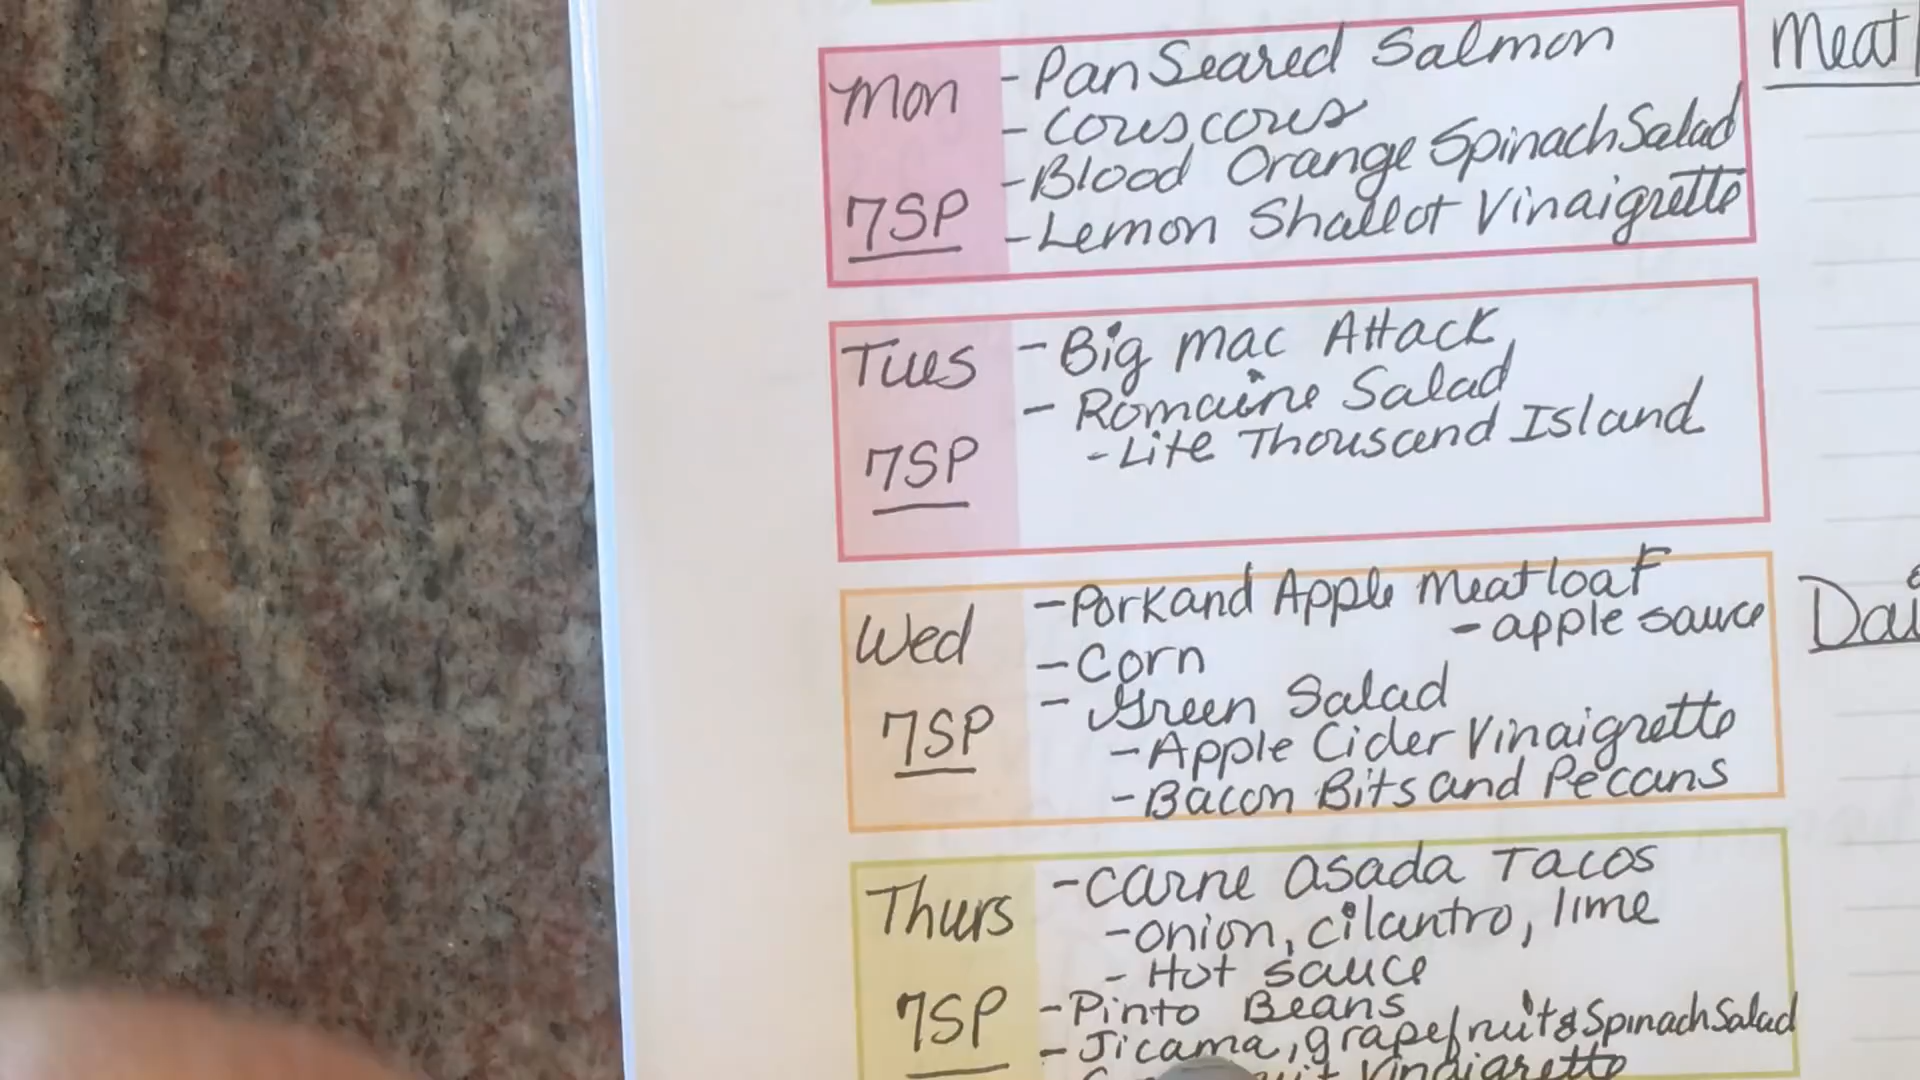 Mon
- Pan Seared Salmon
- Couscous
- Blood Orange Spinach Salad
7SP
- Lemon Shallot Vinaigrette
Meat
Tues
- Big Mac Attack
- Romaine Salad
- Lite Thousand Island
7SP
Wed
- Pork and Apple Meatloaf
- apple sauce
- Corn
- Green Salad
7SP
- Apple Cider Vinaigrette
- Bacon Bits and Pecans
Dai
Thurs
- Carne Asada Tacos
- onion, cilantro, lime
- Hot Sauce
7SP
- Pinto Beans
- Jicama, grapefruit & Spinach Salad
Vinaigrette